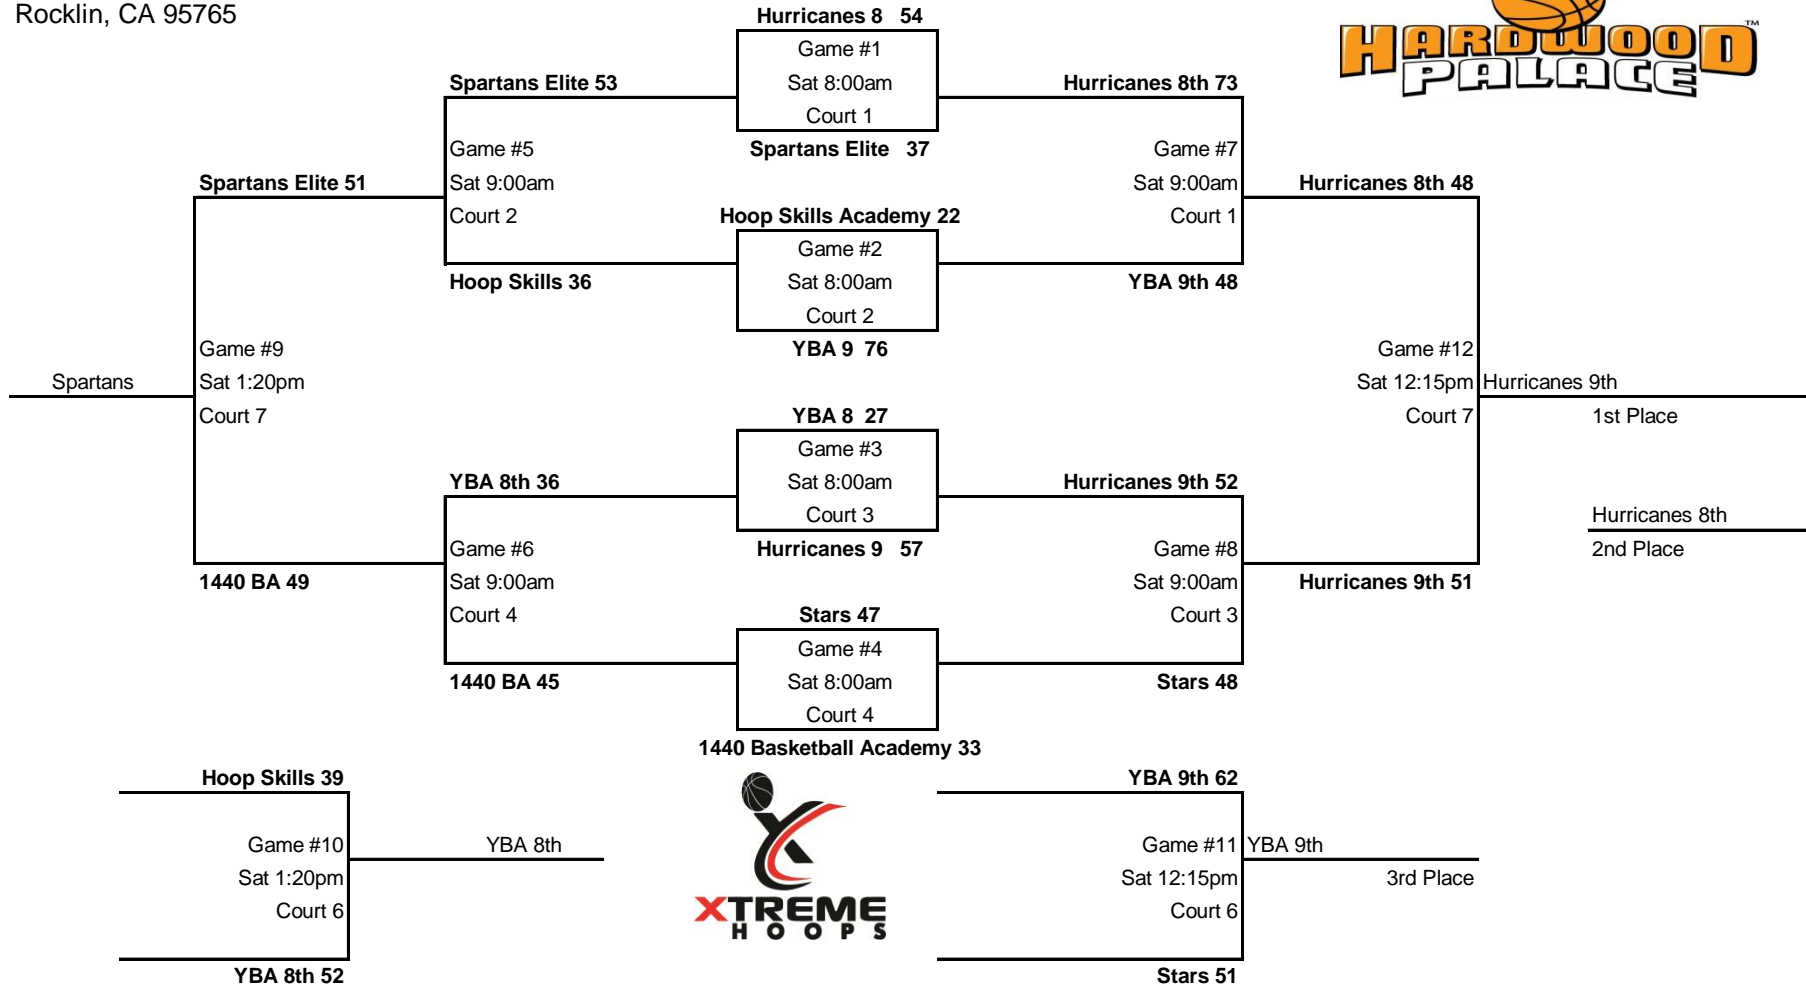 Rocklin, CA 95765
HARDWOOD
PALACE
TM
Hurricanes 8 54
Game #1
Sat 8:00am
Court 1
Spartans Elite 37
Spartans Elite 53
Game #5
Sat 9:00am
Court 2
Hoop Skills 36
Hurricanes 8th 73
Game #7
Sat 9:00am
Court 1
YBA 9th 48
Hoop Skills Academy 22
Game #2
Sat 8:00am
Court 2
YBA 9 76
Spartans Elite 51
Game #9
Sat 1:20pm
Court 7
1440 BA 49
Spartans
Hurricanes 8th 48
Game #12
Sat 12:15pm
Court 7
Hurricanes 9th 51
Hurricanes 9th
1st Place
Hurricanes 8th
2nd Place
YBA 8 27
Game #3
Sat 8:00am
Court 3
Hurricanes 9 57
YBA 8th 36
Game #6
Sat 9:00am
Court 4
1440 BA 45
Hurricanes 9th 52
Game #8
Sat 9:00am
Court 3
Stars 48
Stars 47
Game #4
Sat 8:00am
Court 4
1440 Basketball Academy 33
Hoop Skills 39
Game #10
Sat 1:20pm
Court 6
YBA 8th 52
YBA 8th
XTREME
HOOPS
YBA 9th 62
Game #11
Sat 12:15pm
Court 6
Stars 51
YBA 9th
3rd Place